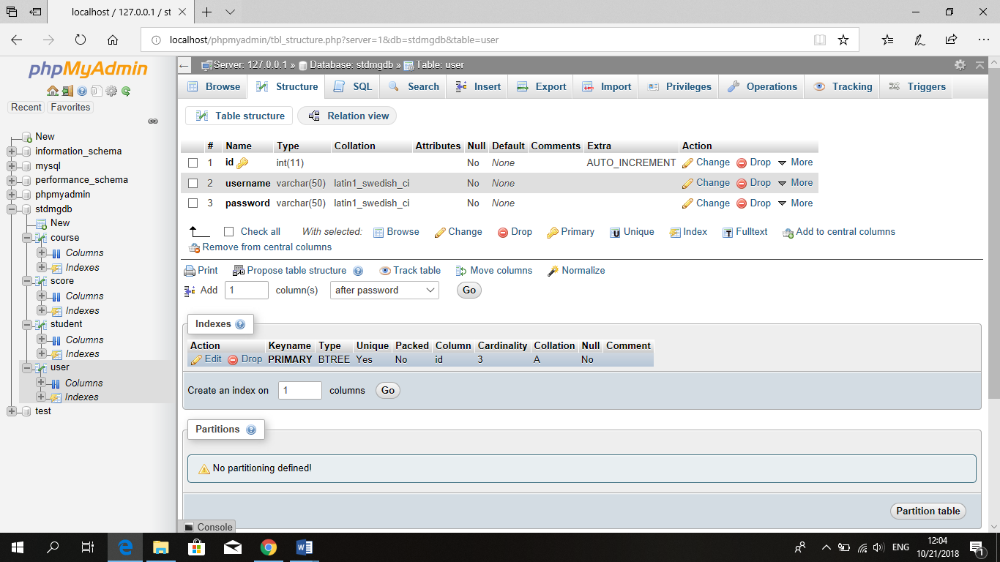 localhost / 127.0.0.1 / st
localhost/phpmyadmin/tbl_structure.php?server=1&db=stdmgdb&table=user
phpMyAdmin
Recent Favorites
New
information_schema
mysql
performance_schema
phpmyadmin
stdmgdb
New
course
Columns
Indexes
score
Columns
Indexes
student
Columns
Indexes
user
Columns
Indexes
test
Server: 127.0.0.1 » Database: stdmgdb » Table: user
Browse Structure SQL Search Insert Export Import Privileges Operations Tracking Triggers
Table structure Relation view
# Name Type Collation Attributes Null Default Comments Extra Action
1 id int(11) No None AUTO_INCREMENT Change Drop More
2 username varchar(50) latin1_swedish_ci No None Change Drop More
3 password varchar(50) latin1_swedish_ci No None Change Drop More
Check all With selected: Browse Change Drop Primary Unique Index Fulltext Add to central columns
Remove from central columns
Print Propose table structure Track table Move columns Normalize
Add 1 column(s) after password Go
Indexes
Action Keyname Type Unique Packed Column Cardinality Collation Null Comment
Edit Drop PRIMARY BTREE Yes No id 3 A No
Create an index on 1 columns Go
Partitions
No partitioning defined!
Partition table
Console
ENG
12:04
10/21/2018
1